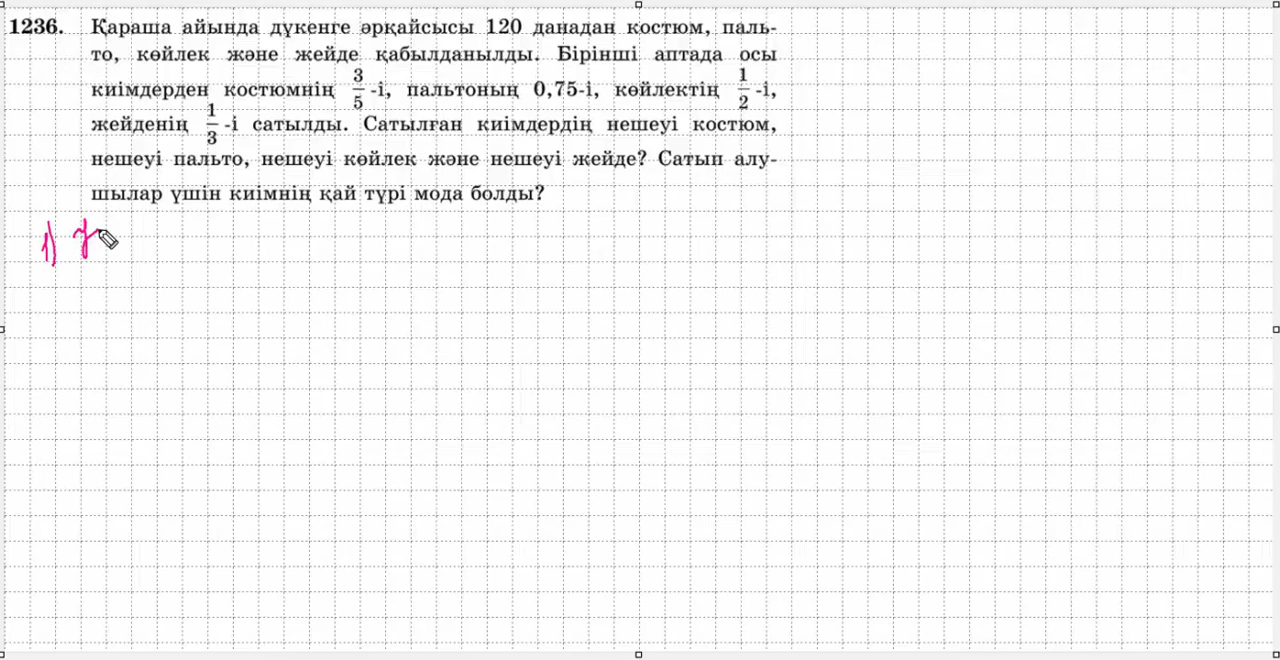 1236. Қараша айында дүкенге әрқайсысы 120 данадан костюм, паль-
то, көйлек және жейде қабылданылды. Бірінші аптада осы
киімдерден костюмнің 3/5 -і, пальтоның 0,75-і, көйлектің 1/2 -і,
жейденің 1/3 -і сатылды. Сатылған киімдердің нешеуі костюм,
нешеуі пальто, нешеуі көйлек және нешеуі жейде? Сатып алу-
шылар үшін киімнің қай түрі мода болды?
1)